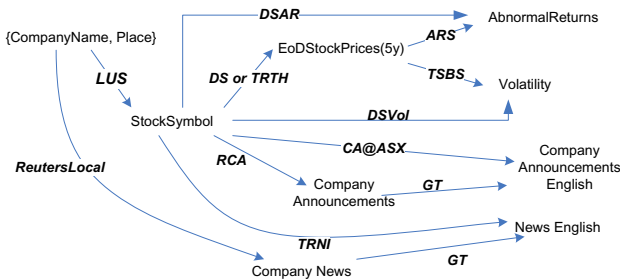 DSAR
AbnormalReturns
{CompanyName, Place}
EoDStockPrices(5y)
ARS
LUS
DS or TRTH
TSBS
Volatility
StockSymbol
DSVol
CA@ASX
ReutersLocal
RCA
Company
Announcements
English
Company
Announcements
GT
News English
TRNI
GT
Company News